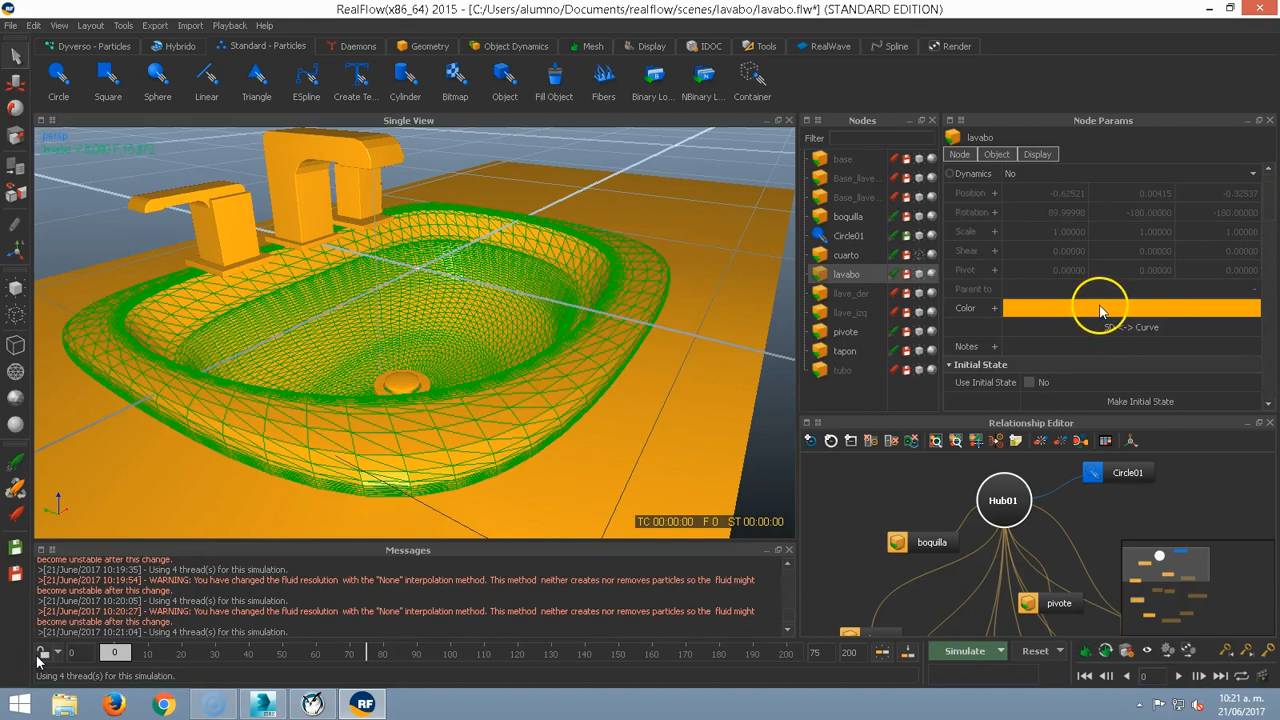 RealFlow(x86_64) 2015 - [C:/Users/alumno/Documents/realflow/scenes/lavabo/lavabo.flw*] (STANDARD EDITION)
File Edit View Layout Tools Export Import Playback Help
Dyverso - Particles Hybrido Standard - Particles Daemons Geometry Object Dynamics Mesh Display IDOC Tools RealWave Spline Render
Circle Square Sphere Linear Triangle ESpline Create Te... Cylinder Bitmap Object Fill Object Fibers Binary Lo... NBinary L... Container
Single View
persp
TC 00:00:00 F 0 ST 00:00:00
Nodes
Filter
base
Base_llave...
Base_llave...
boquilla
Circle01
cuarto
lavabo
llave_der
llave_izq
pivote
tapon
tubo
Node Params
lavabo
Node Object Display
Dynamics No
Position + -0.62521 0.00415 -0.32537
Rotation + 89.99998 -180.00000 -180.00000
Scale + 1.00000 1.00000 1.00000
Shear + 0.00000 0.00000 0.00000
Pivot + 0.00000 0.00000 0.00000
Parent to -
Color +
-> Curve
Notes +
Initial State
Use Initial State No
Make Initial State
Relationship Editor
Hub01
Circle01
boquilla
pivote
Messages
become unstable after this change.
>[21/June/2017 10:19:35] - Using 4 thread(s) for this simulation.
>[21/June/2017 10:19:54] - WARNING: You have changed the fluid resolution with the "None" interpolation method. This method neither creates nor removes particles so the fluid might
become unstable after this change.
>[21/June/2017 10:20:05] - Using 4 thread(s) for this simulation.
>[21/June/2017 10:20:27] - WARNING: You have changed the fluid resolution with the "None" interpolation method. This method neither creates nor removes particles so the fluid might
become unstable after this change.
>[21/June/2017 10:21:04] - Using 4 thread(s) for this simulation.
0 0 10 20 30 40 50 60 70 80 90 100 110 120 130 140 150 160 170 180 190 200 75 200
Simulate Reset
0
Using 4 thread(s) for this simulation.
10:21 a. m.
21/06/2017